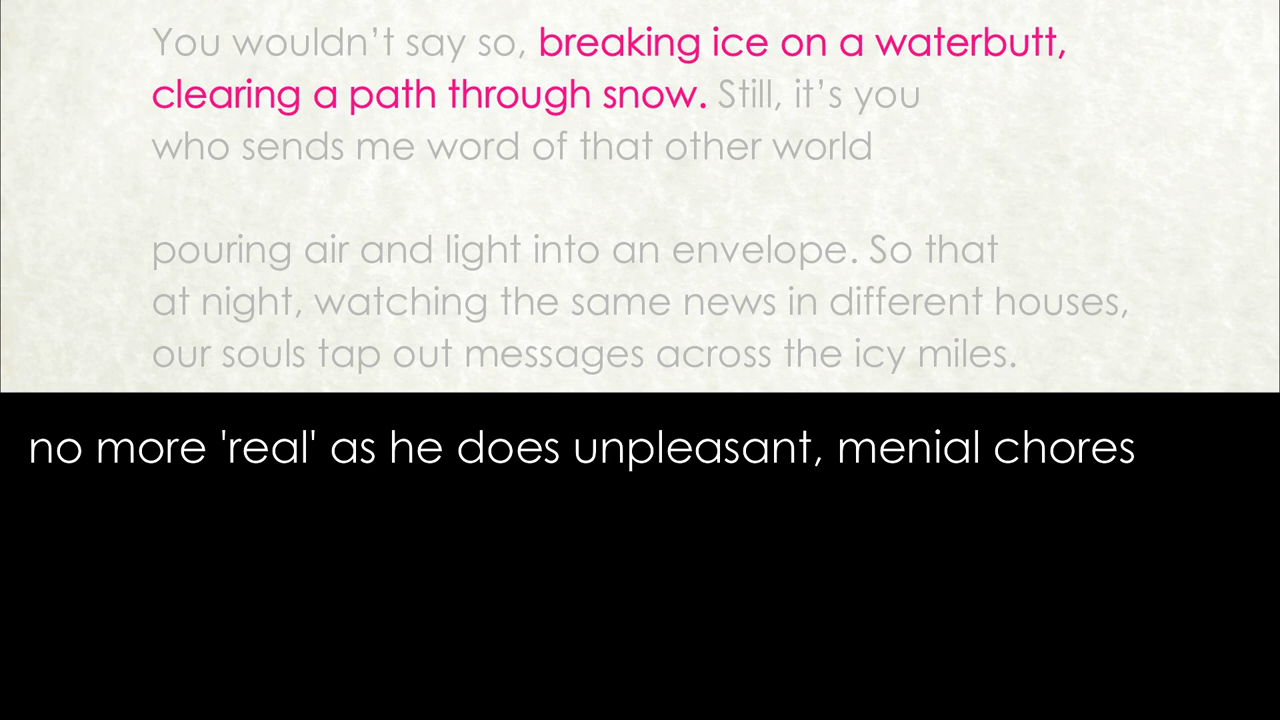 You wouldn’t say so, breaking ice on a waterbutt,
clearing a path through snow. Still, it’s you
who sends me word of that other world
pouring air and light into an envelope. So that
at night, watching the same news in different houses,
our souls tap out messages across the icy miles.
no more 'real' as he does unpleasant, menial chores